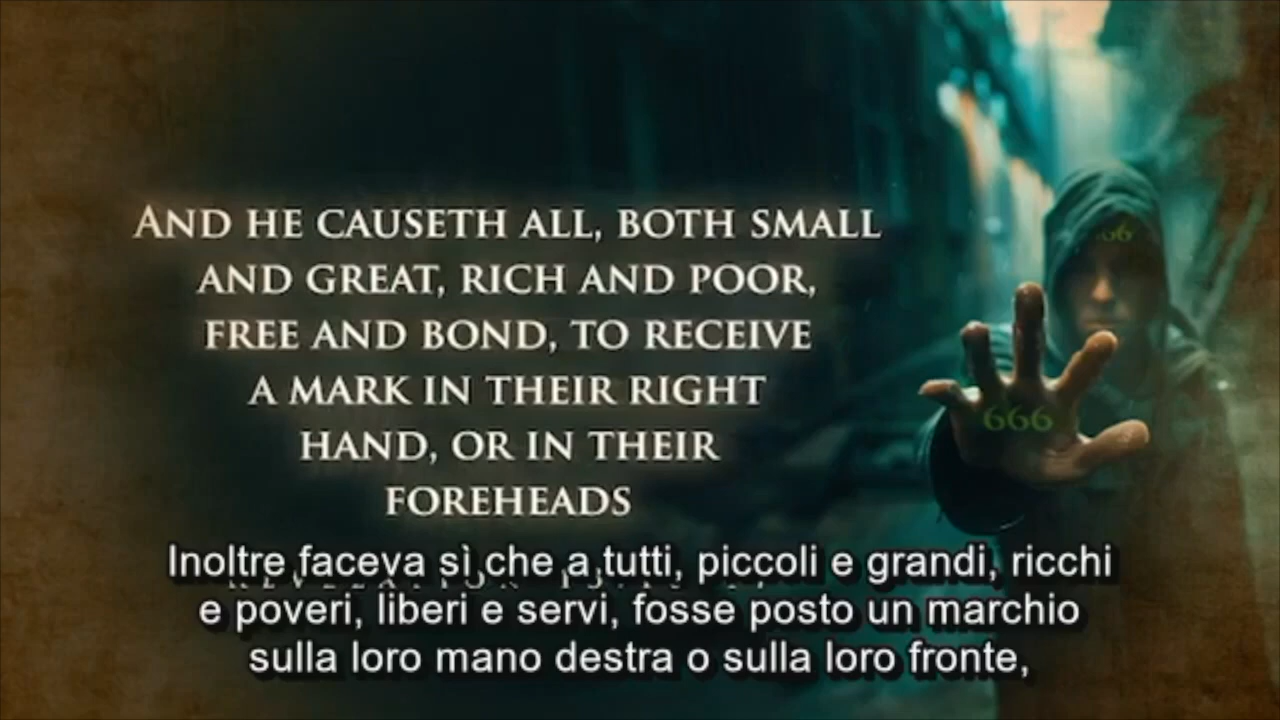 AND HE CAUSETH ALL, BOTH SMALL
AND GREAT, RICH AND POOR,
FREE AND BOND, TO RECEIVE
A MARK IN THEIR RIGHT
HAND, OR IN THEIR
FOREHEADS
Inoltre faceva sì che a tutti, piccoli e grandi, ricchi
e poveri, liberi e servi, fosse posto un marchio
sulla loro mano destra o sulla loro fronte,
666